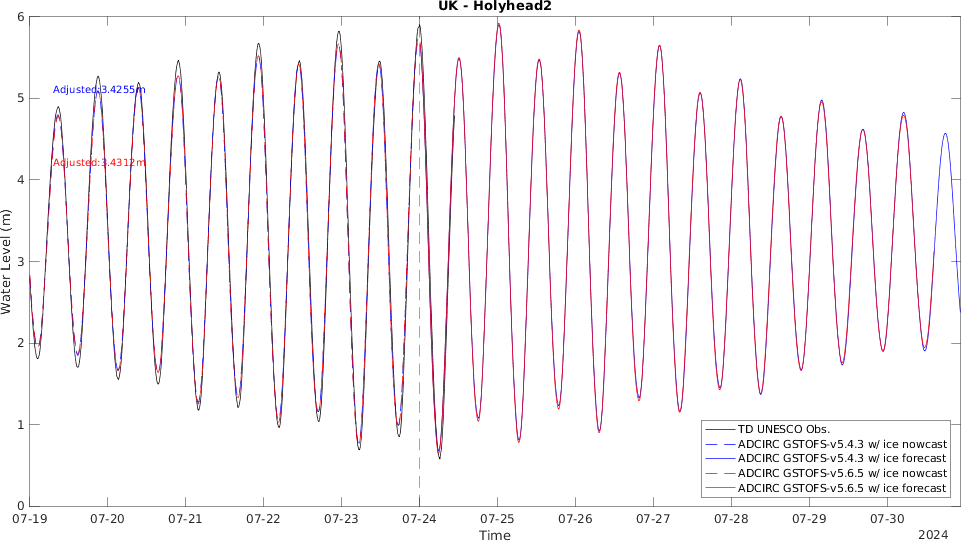 UK - Holyhead2
6
5
4
3
2
1
0
Water Level (m)
Adjusted:3.4255m
Adjusted:3.4312m
TD UNESCO Obs.
ADCIRC GSTOFS-v5.4.3 w/ ice nowcast
ADCIRC GSTOFS-v5.4.3 w/ ice forecast
ADCIRC GSTOFS-v5.6.5 w/ ice nowcast
ADCIRC GSTOFS-v5.6.5 w/ ice forecast
07-19 07-20 07-21 07-22 07-23 07-24 07-25 07-26 07-27 07-28 07-29 07-30
Time
2024